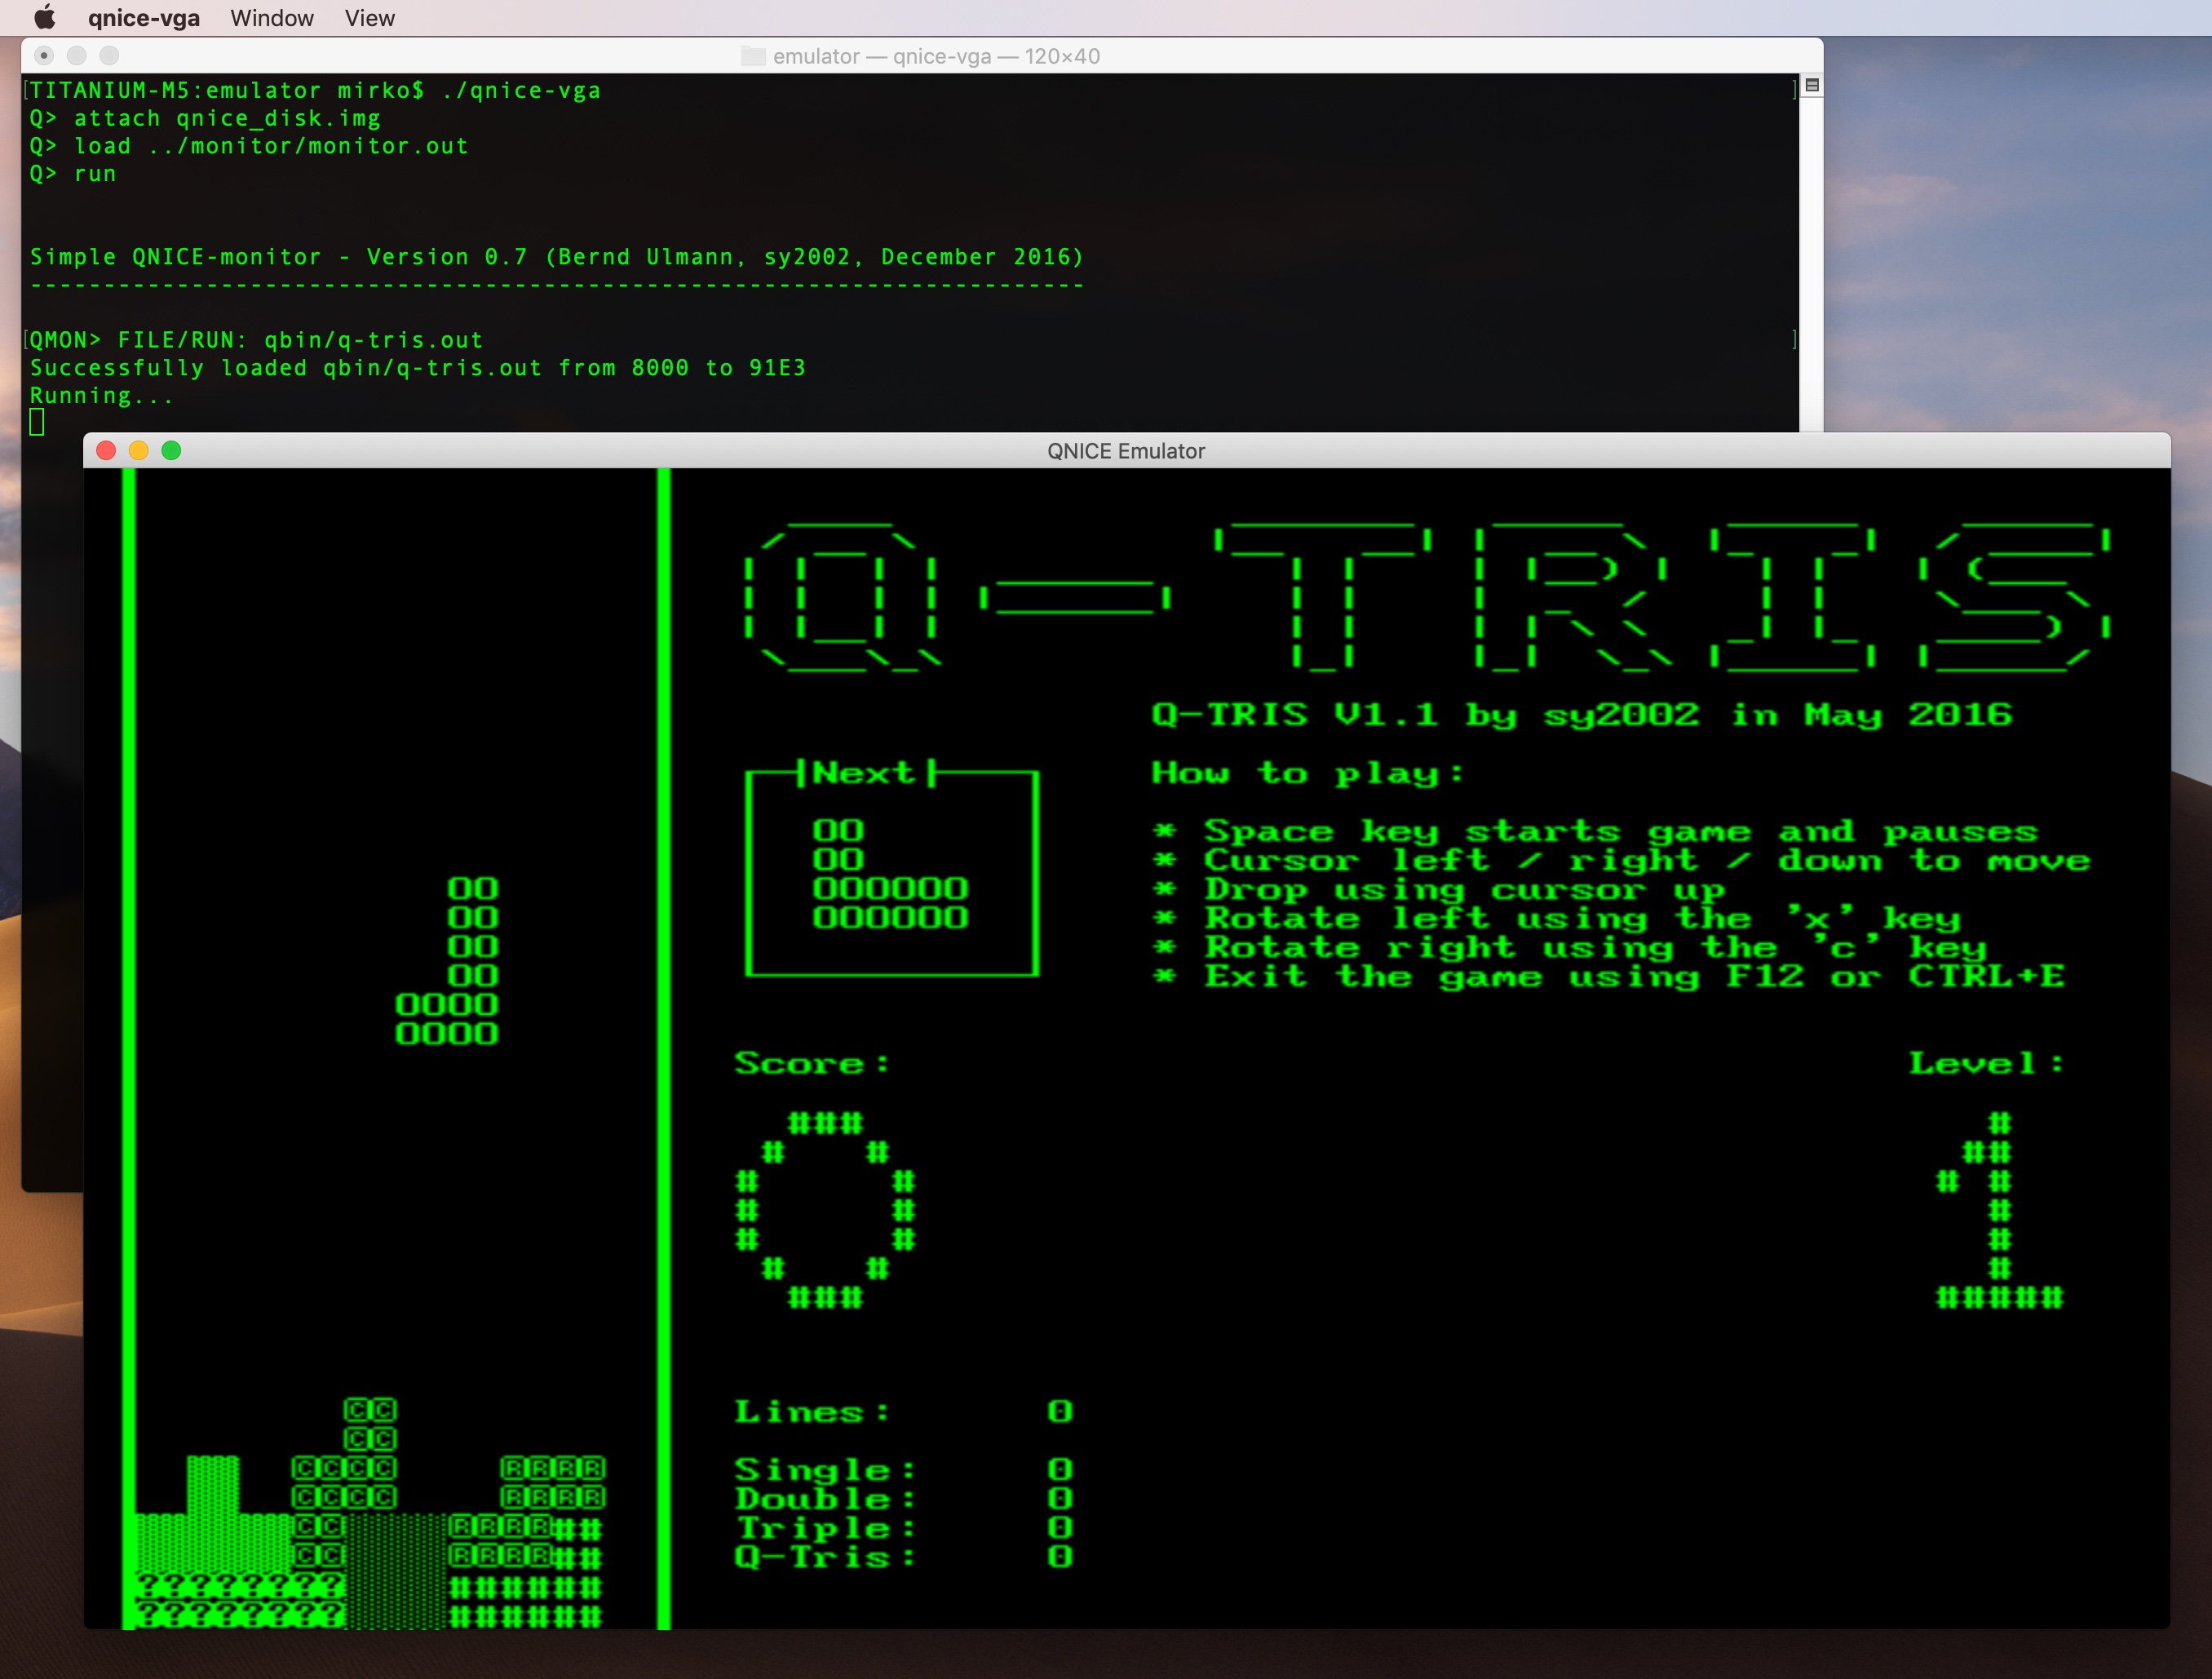 qnice-vga Window View
emulator — qnice-vga — 120×40
TITANIUM-M5:emulator mirko$ ./qnice-vga
Q> attach qnice_disk.img
Q> load ../monitor/monitor.out
Q> run
Simple QNICE-monitor - Version 0.7 (Bernd Ulmann, sy2002, December 2016)
------------------------------------------------------------------------
QMON> FILE/RUN: qbin/q-tris.out
Successfully loaded qbin/q-tris.out from 8000 to 91E3
Running...
QNICE Emulator
Q-TRIS
Q-TRIS V1.1 by sy2002 in May 2016
Next
How to play:
* Space key starts game and pauses
* Cursor left / right / down to move
* Drop using cursor up
* Rotate left using the 'x' key
* Rotate right using the 'c' key
* Exit the game using F12 or CTRL+E
Score:
0
Level:
1
Lines: 0
Single: 0
Double: 0
Triple: 0
Q-Tris: 0